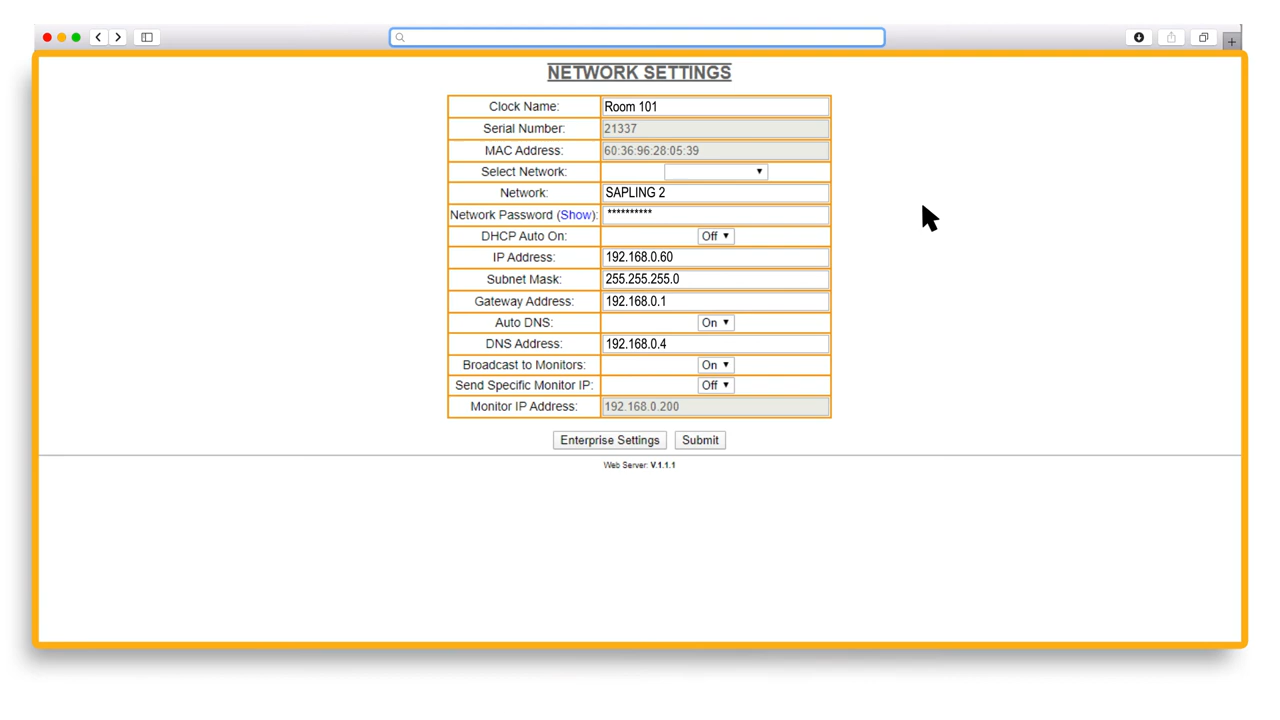 NETWORK SETTINGS
Clock Name: Room 101
Serial Number: 21337
MAC Address: 60:36:96:28:05:39
Select Network:
Network: SAPLING 2
Network Password (Show): **********
DHCP Auto On: Off
IP Address: 192.168.0.60
Subnet Mask: 255.255.255.0
Gateway Address: 192.168.0.1
Auto DNS: On
DNS Address: 192.168.0.4
Broadcast to Monitors: On
Send Specific Monitor IP: Off
Monitor IP Address: 192.168.0.200
Enterprise Settings Submit
Web Server: V.1.1.1